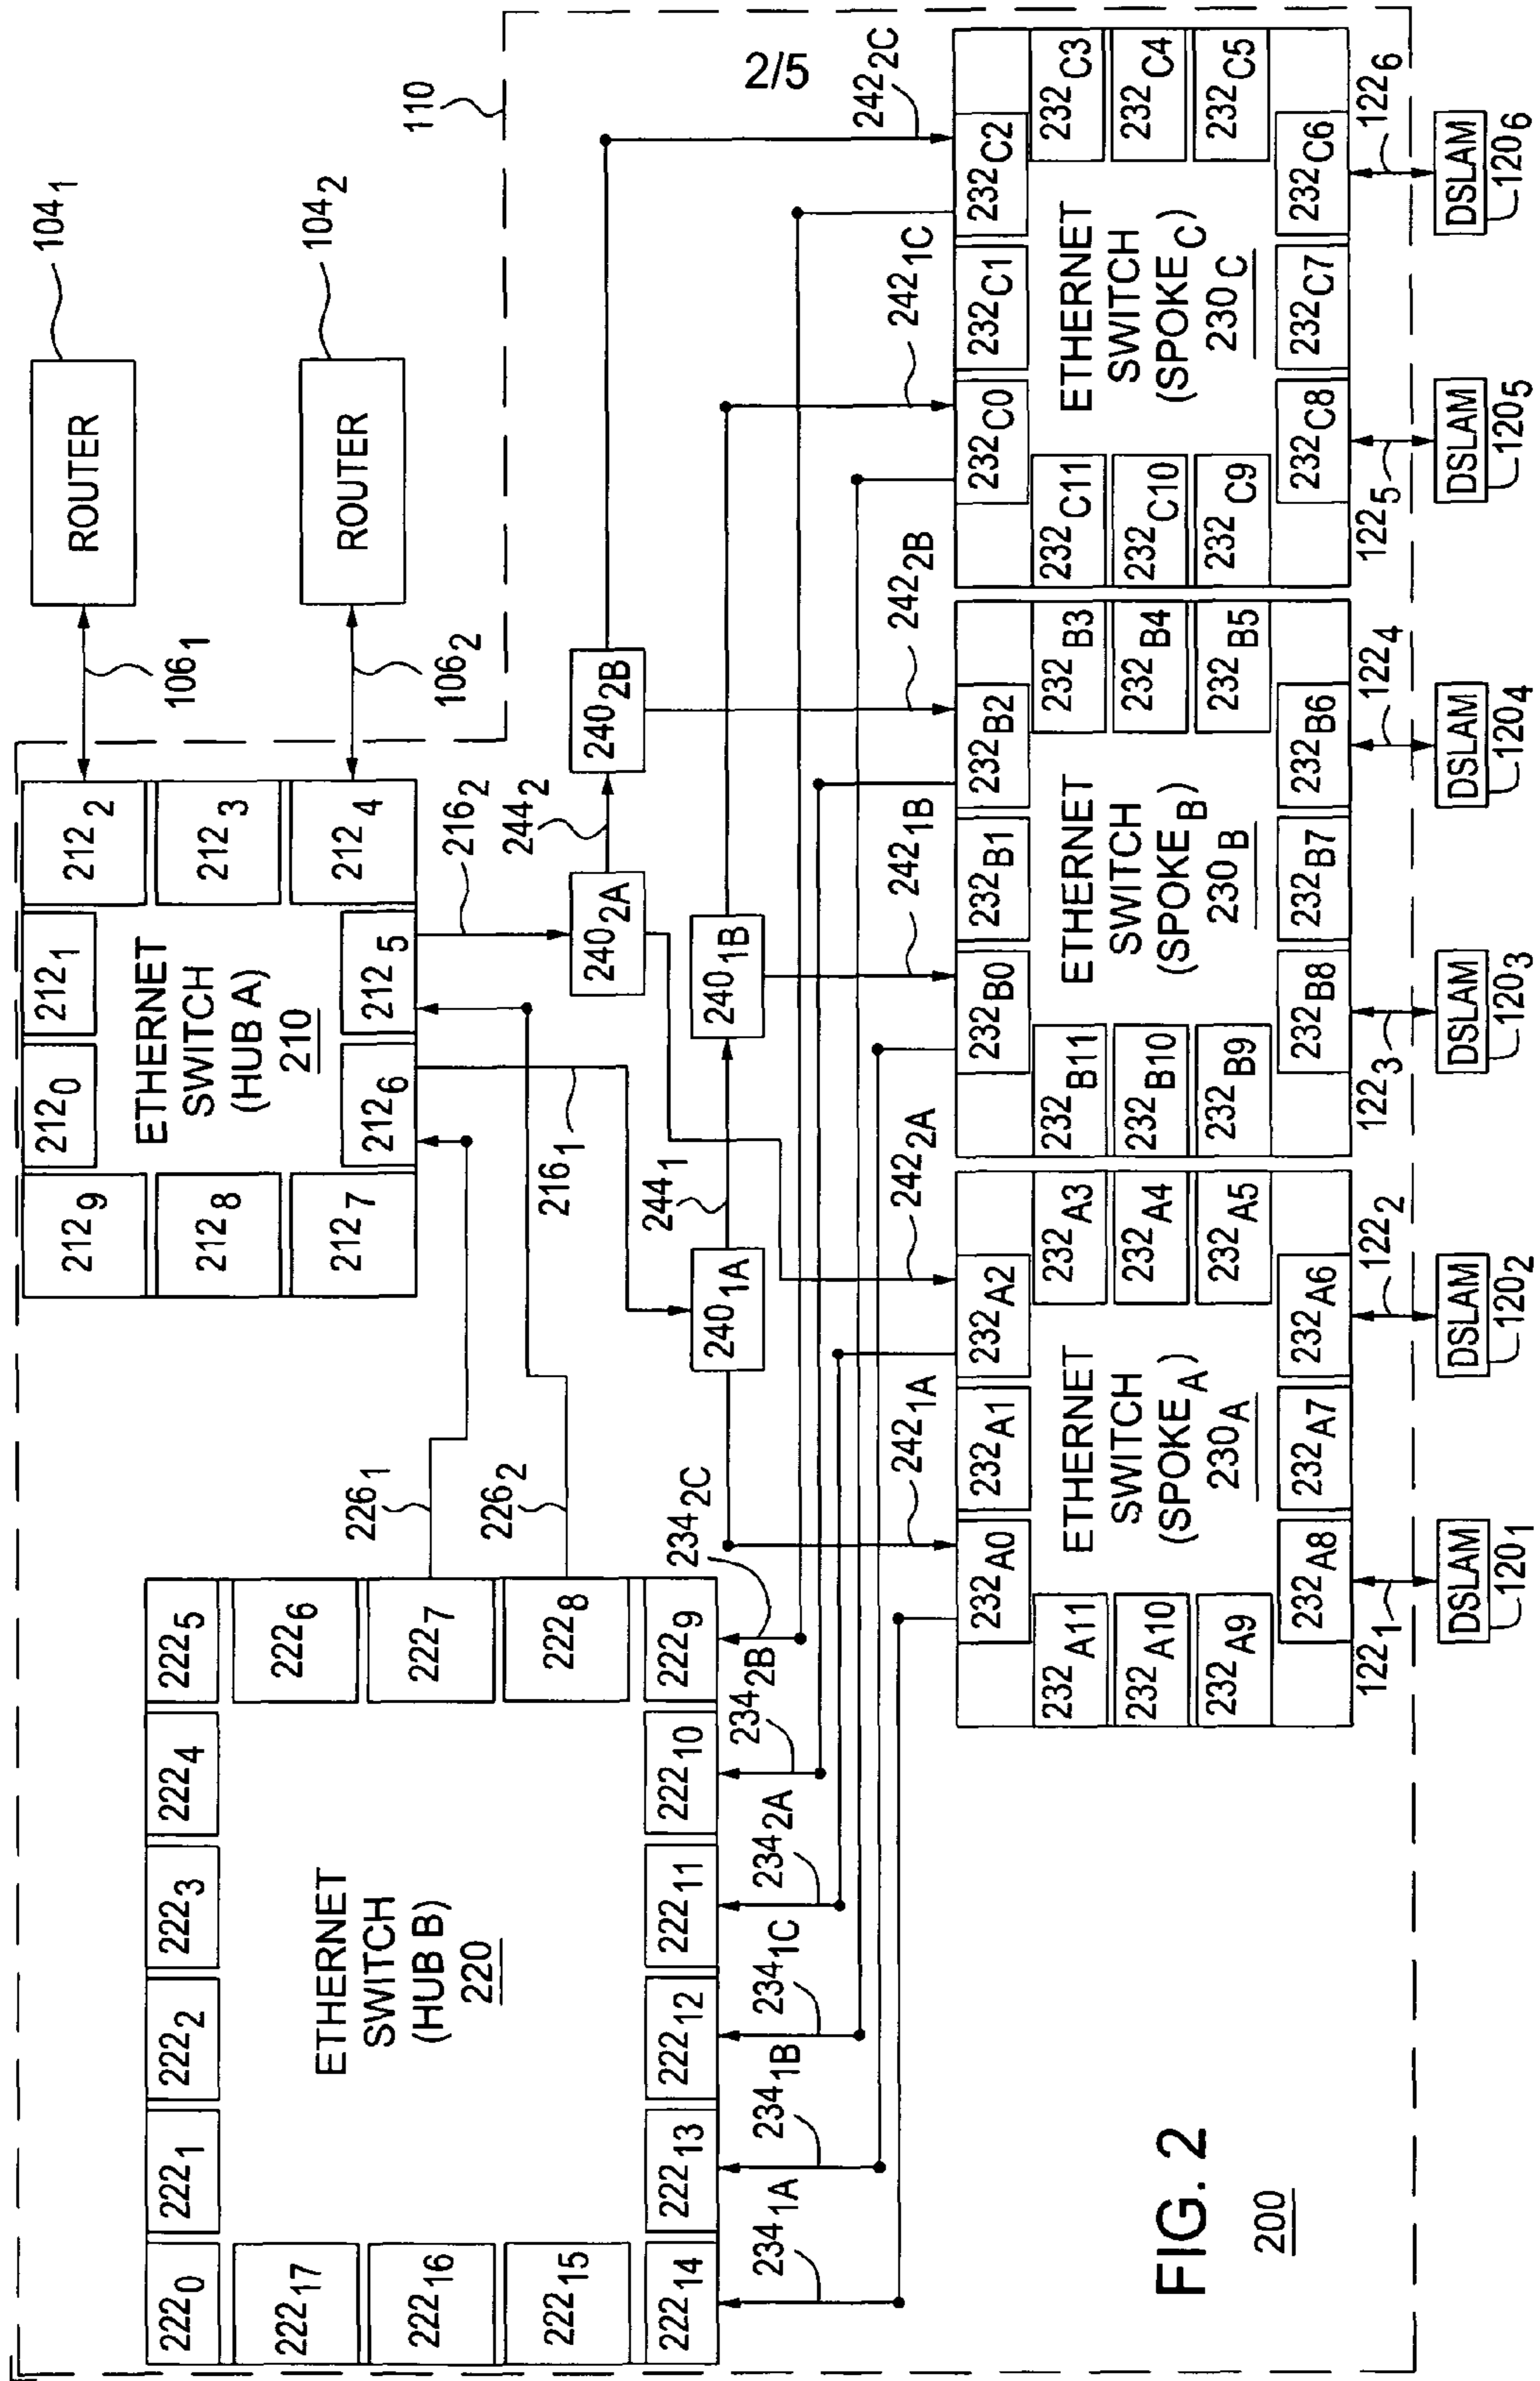 2/5
110
ROUTER
104₁
ROUTER
104₂
106₁
106₂
212₀
212₁
212₂
212₃
212₄
212₅
212₆
212₇
212₈
212₉
ETHERNET
SWITCH
(HUB A)
210
216₁
216₂
226₁
226₂
222₀
222₁
222₂
222₃
222₄
222₅
222₆
222₇
222₈
222₉
222₁₀
222₁₁
222₁₂
222₁₃
222₁₄
222₁₅
222₁₆
222₁₇
ETHERNET
SWITCH
(HUB B)
220
240₁A
240₁B
240₂A
240₂B
244₁
244₂
234₁A
234₁B
234₁C
234₂A
234₂B
234₂C
242₁A
242₂A
242₁B
242₂B
242₁C
242₂C
232A0
232A1
232A2
232A3
232A4
232A5
232A6
232A7
232A8
232A9
232A10
232A11
ETHERNET
SWITCH
(SPOKE A)
230A
232B0
232B1
232B2
232B3
232B4
232B5
232B6
232B7
232B8
232B9
232B10
232B11
ETHERNET
SWITCH
(SPOKE B)
230B
232C0
232C1
232C2
232C3
232C4
232C5
232C6
232C7
232C8
232C9
232C10
232C11
ETHERNET
SWITCH
(SPOKE C)
230C
122₁
122₂
122₃
122₄
122₅
122₆
DSLAM
120₁
DSLAM
120₂
DSLAM
120₃
DSLAM
120₄
DSLAM
120₅
DSLAM
120₆
FIG. 2
200